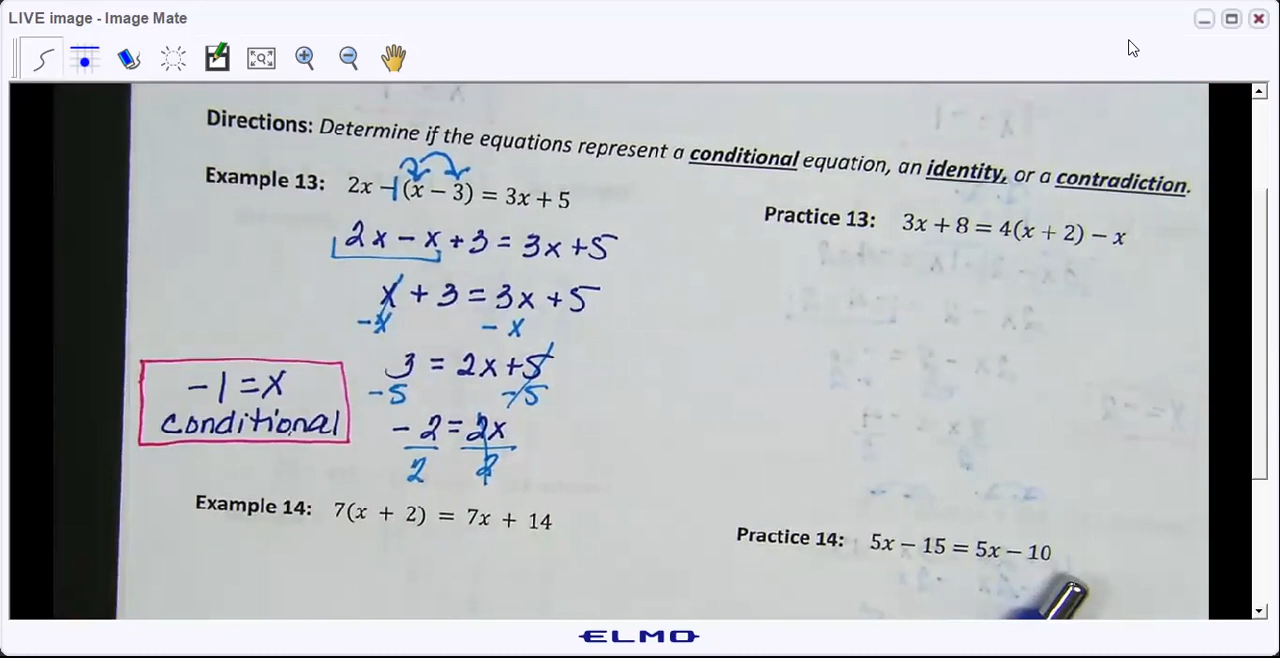 LIVE image - Image Mate
Directions: Determine if the equations represent a conditional equation, an identity, or a contradiction.
Example 13: 2x - 1(x - 3) = 3x + 5
2x - x + 3 = 3x + 5
x + 3 = 3x + 5
-x - x
3 = 2x + 5
-5 -5
-2 = 2x
2 2
-1 = x
conditional
Practice 13: 3x + 8 = 4(x + 2) - x
Example 14: 7(x + 2) = 7x + 14
Practice 14: 5x - 15 = 5x - 10
ELMO